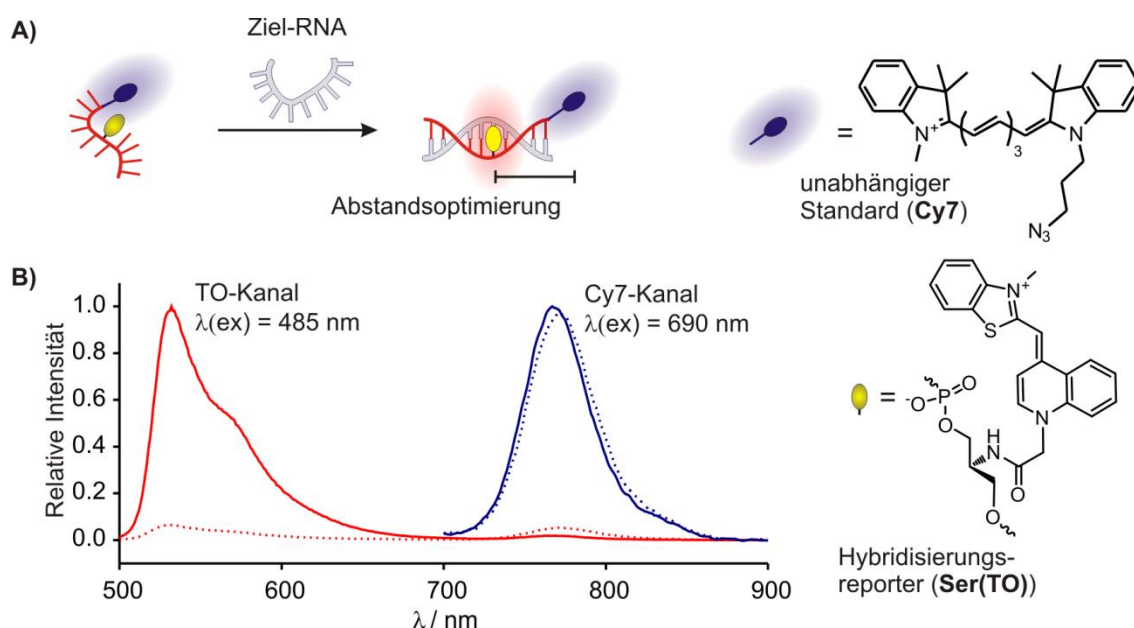 A)
Ziel-RNA
Abstandsoptimierung
=
N+
3
N
N3
unabhängiger
Standard (Cy7)
B)
TO-Kanal
λ(ex) = 485 nm
Cy7-Kanal
λ(ex) = 690 nm
Relative Intensität
1.0
0.8
0.6
0.4
0.2
0.0
500
600
700
800
900
λ / nm
=
N+
S
N
-O
P
O
O
H
N
O
O
Hybridisierungs-
reporter (Ser(TO))